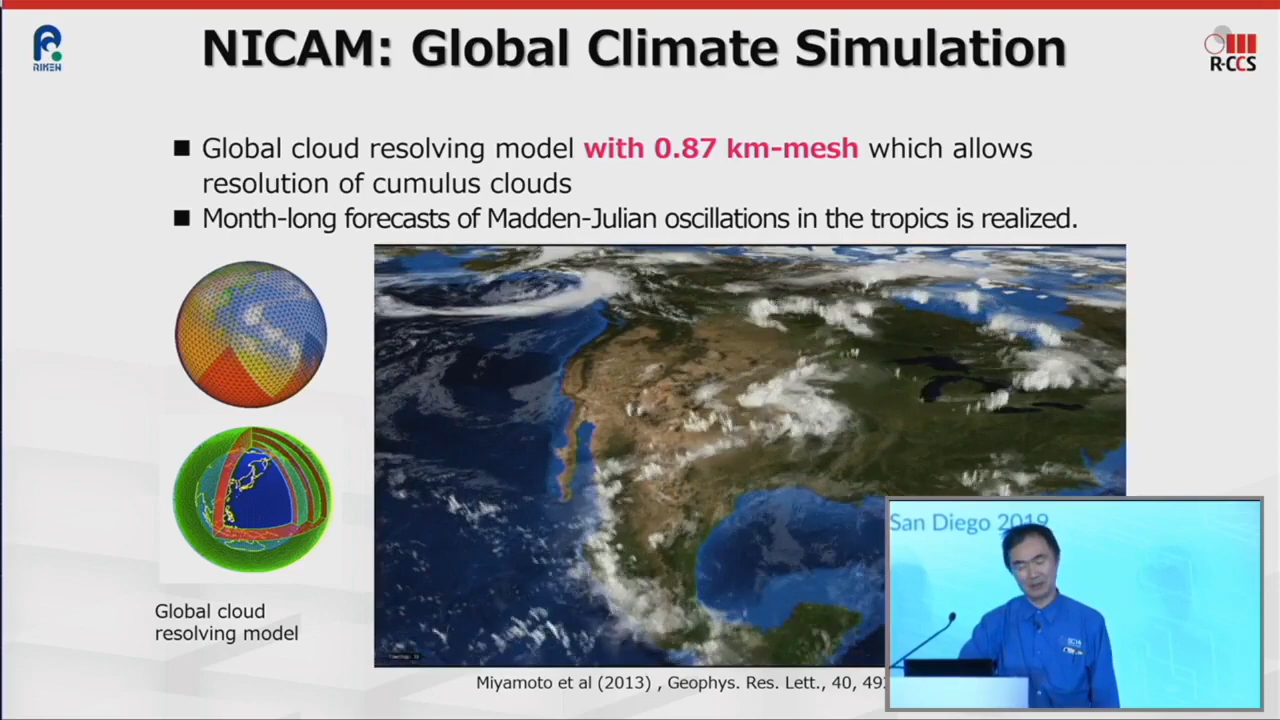 RIKEN
NICAM: Global Climate Simulation
R-CCS
■ Global cloud resolving model with 0.87 km-mesh which allows
resolution of cumulus clouds
■ Month-long forecasts of Madden-Julian oscillations in the tropics is realized.
Global cloud
resolving model
Miyamoto et al (2013) , Geophys. Res. Lett., 40,
San Diego 2019